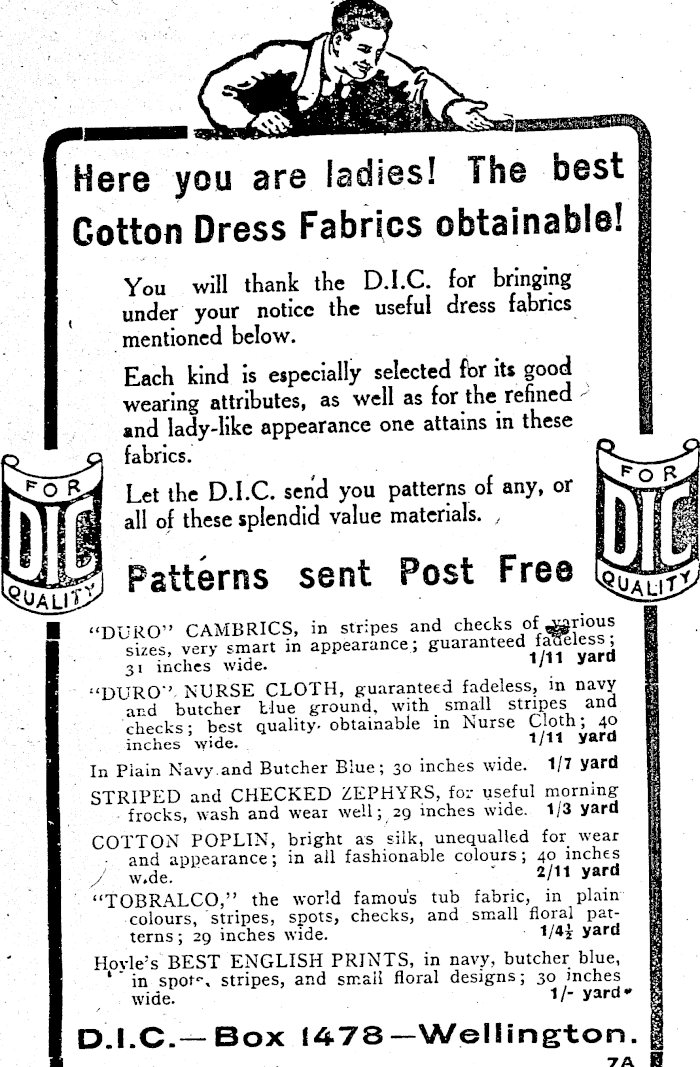 Here you are ladies! The best
Cotton Dress Fabrics obtainable!
You will thank the D.I.C. for bringing
under your notice the useful dress fabrics
mentioned below.
Each kind is especially selected for its good
wearing attributes, as well as for the refined
and lady-like appearance one attains in these
fabrics.
Let the D.I.C. send you patterns of any, or
all of these splendid value materials.
FOR
DIC
QUALITY
FOR
DIC
QUALITY
Patterns sent Post Free
"DURO" CAMBRICS, in stripes and checks of various
sizes, very smart in appearance; guaranteed fadeless;
31 inches wide. 1/11 yard
"DURO" NURSE CLOTH, guaranteed fadeless, in navy
and butcher blue ground, with small stripes and
checks; best quality obtainable in Nurse Cloth; 40
inches wide. 1/11 yard
In Plain Navy and Butcher Blue; 30 inches wide. 1/7 yard
STRIPED and CHECKED ZEPHYRS, for useful morning
frocks, wash and wear well; 29 inches wide. 1/3 yard
COTTON POPLIN, bright as silk, unequalled for wear
and appearance; in all fashionable colours; 40 inches
wide. 2/11 yard
"TOBRALCO," the world famous tub fabric, in plain
colours, stripes, spots, checks, and small floral pat-
terns; 29 inches wide. 1/4½ yard
Hoyle's BEST ENGLISH PRINTS, in navy, butcher blue,
in spots, stripes, and small floral designs; 30 inches
wide. 1/- yard
D.I.C.—Box 1478—Wellington.
7A